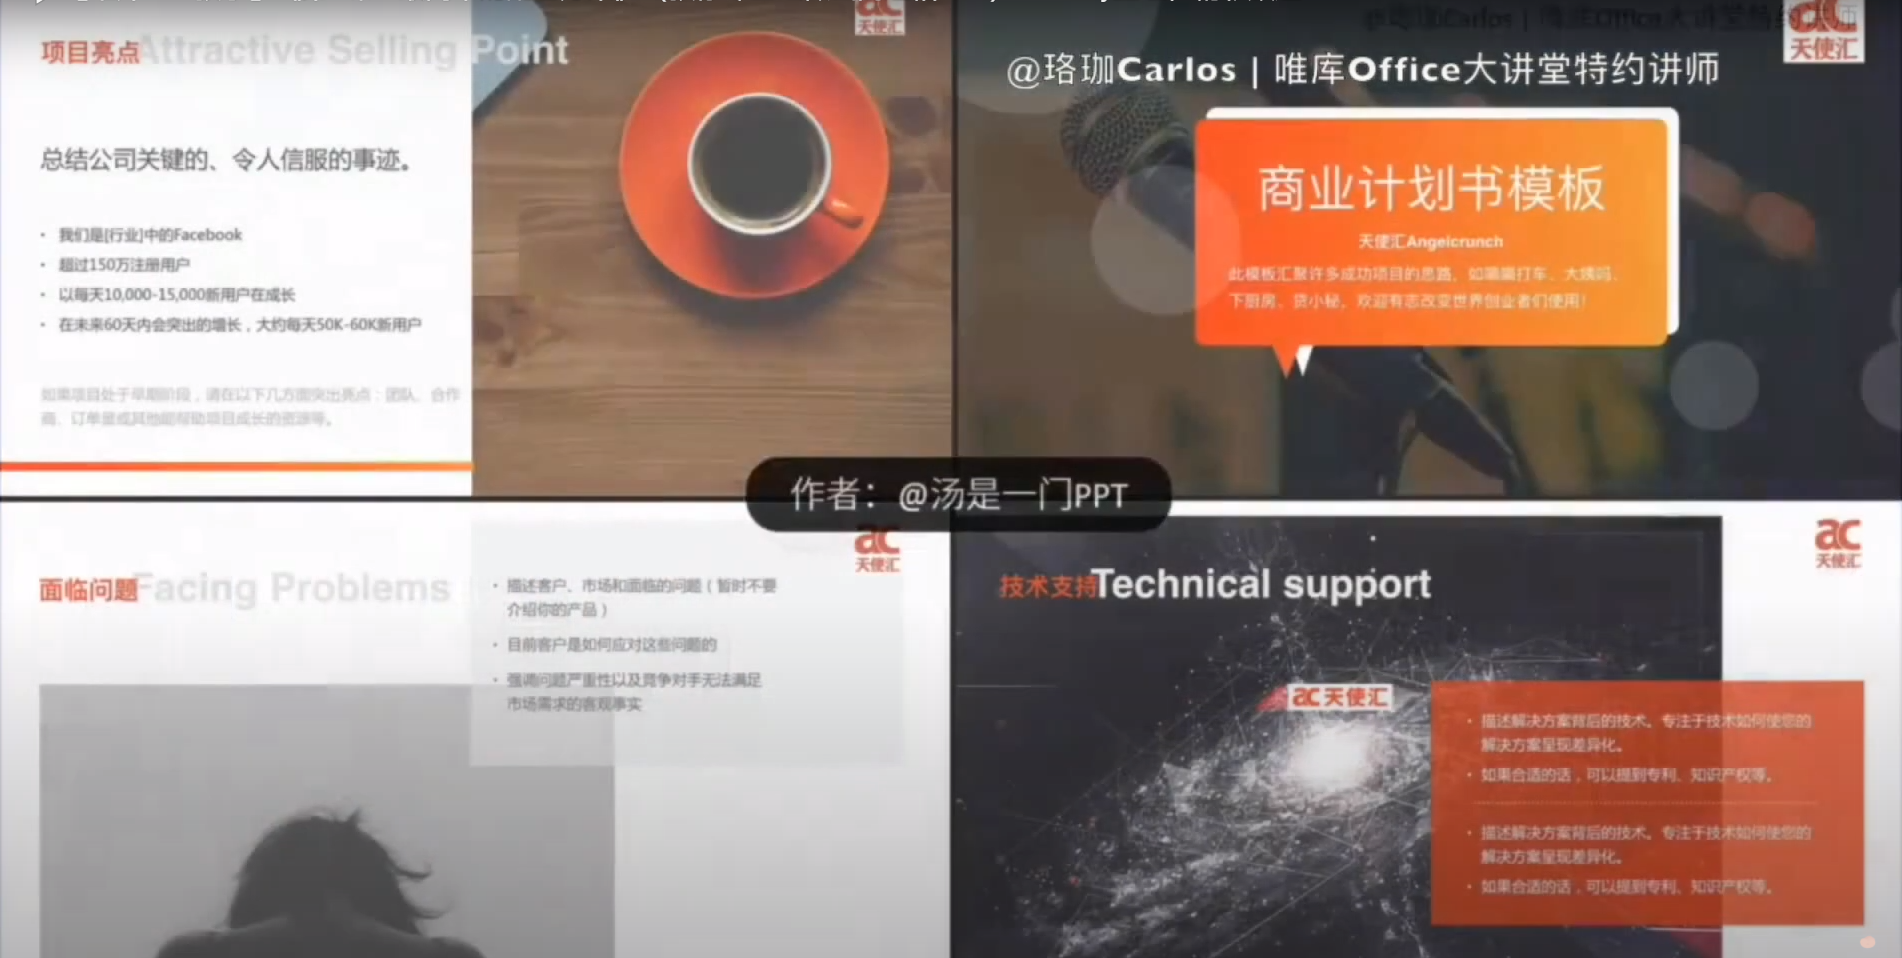 项目亮点Attractive Selling Point
天使汇
总结公司关键的、令人信服的事迹。
• 我们是[行业]中的Facebook
• 超过150万注册用户
• 以每天10,000-15,000新用户在成长
• 在未来60天内会突出的增长，大约每天50K-60K新用户
如果项目处于早期阶段，请在以下几方面突出亮点：团队、合作
商、订单量或其他能帮助项目成长的资源等。
@珞珈Carlos | 唯库Office大讲堂特约讲师
天使汇
商业计划书模板
天使汇Angelcrunch
此模板汇聚许多成功项目的思路，如嘀嘀打车、大姨吗、
下厨房、贷小秘。欢迎有志改变世界创业者们使用！
作者：@汤是一门PPT
面临问题Facing Problems
ac
天使汇
• 描述客户、市场和面临的问题（暂时不要
介绍你的产品）
• 目前客户是如何应对这些问题的
• 强调问题严重性以及竞争对手无法满足
市场需求的客观事实
技术支持Technical support
ac
天使汇
ac天使汇
• 描述解决方案背后的技术。专注于技术如何使您的
解决方案呈现差异化。
• 如果合适的话，可以提到专利、知识产权等。
• 描述解决方案背后的技术。专注于技术如何使您的
解决方案呈现差异化。
• 如果合适的话，可以提到专利、知识产权等。